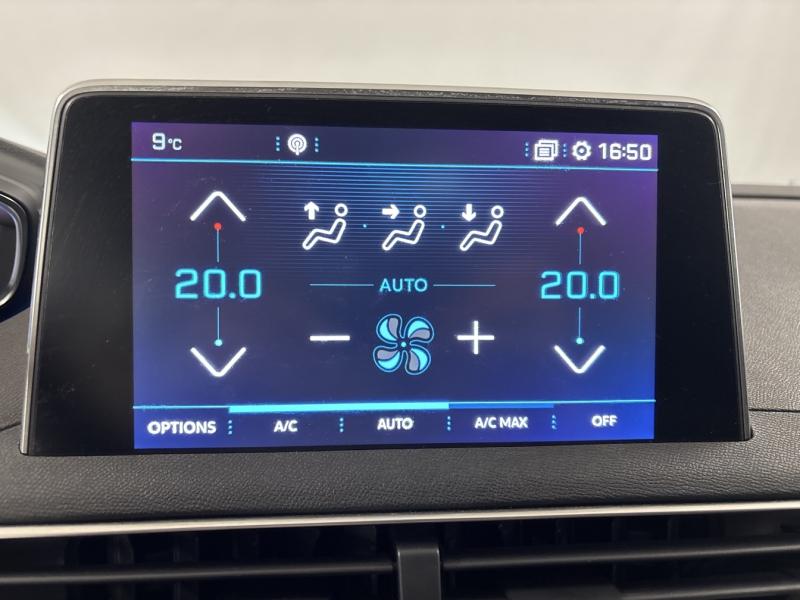 9°C 16:50
20.0 AUTO 20.0
OPTIONS A/C AUTO A/C MAX OFF